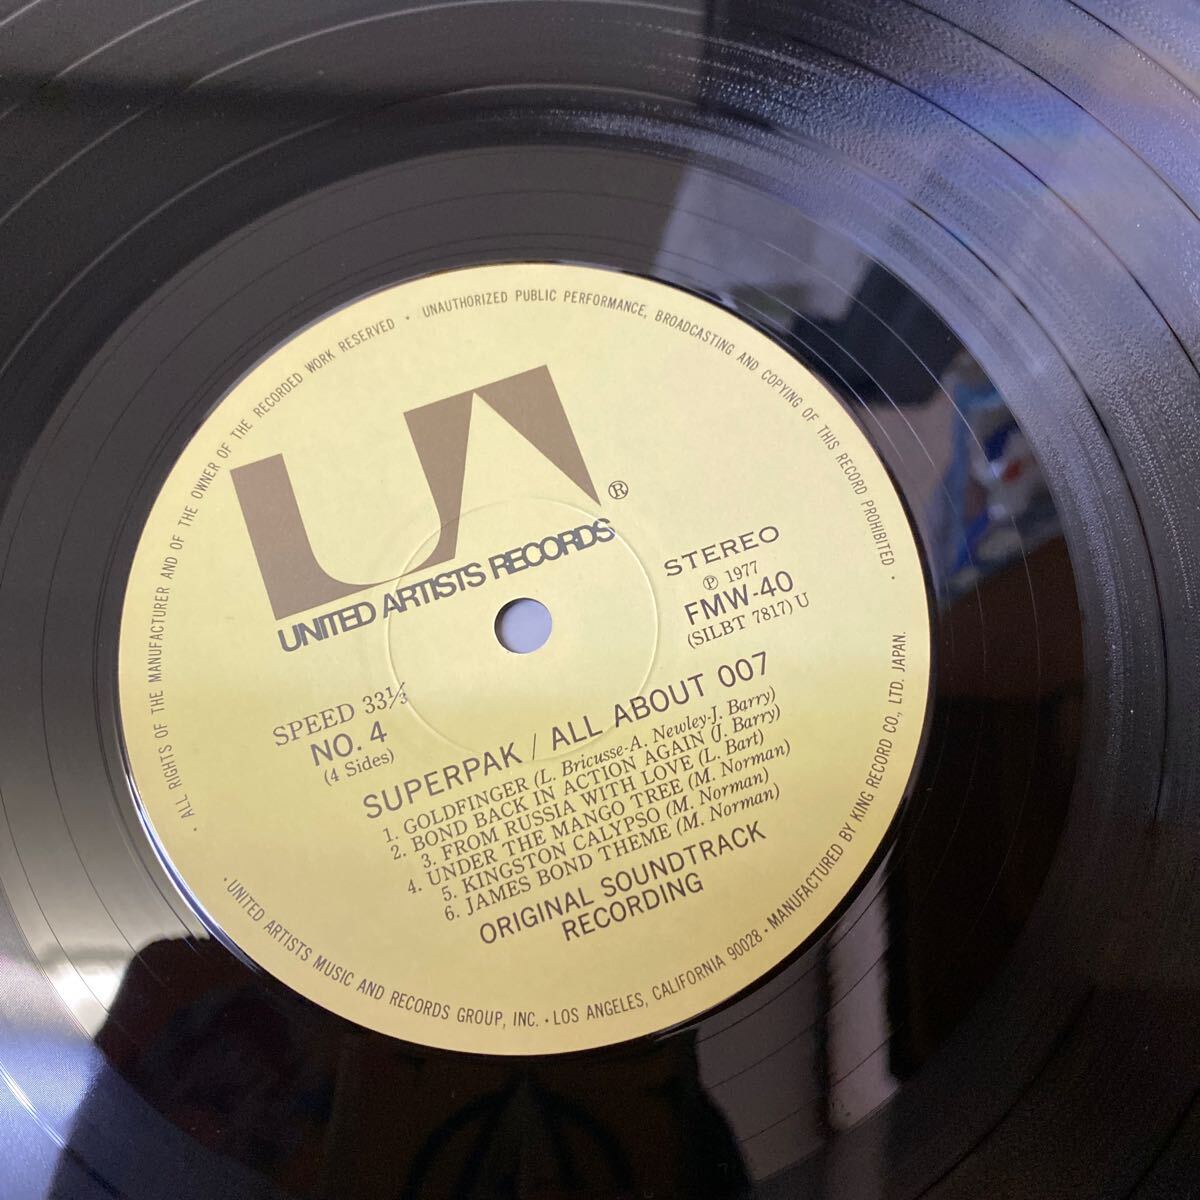 ALL RIGHTS OF THE MANUFACTURER AND OF THE OWNER OF THE RECORDED WORK RESERVED • UNAUTHORIZED PUBLIC PERFORMANCE, BROADCASTING AND COPYING OF THIS RECORD PROHIBITED •
UA®
UNITED ARTISTS RECORDS
STEREO
℗ 1977
FMW-40
(SILBT 7817) U
SPEED 33⅓
NO. 4
(4 Sides)
SUPERPAK / ALL ABOUT 007
1. GOLDFINGER (L. Bricusse-A. Newley-J. Barry)
2. BOND BACK IN ACTION AGAIN (J. Barry)
3. FROM RUSSIA WITH LOVE (L. Bart)
4. UNDER THE MANGO TREE (M. Norman)
5. KINGSTON CALYPSO (M. Norman)
6. JAMES BOND THEME (M. Norman)
ORIGINAL SOUNDTRACK
RECORDING
• UNITED ARTISTS MUSIC AND RECORDS GROUP, INC. • LOS ANGELES, CALIFORNIA 90028 • MANUFACTURED BY KING RECORD CO., LTD. JAPAN.